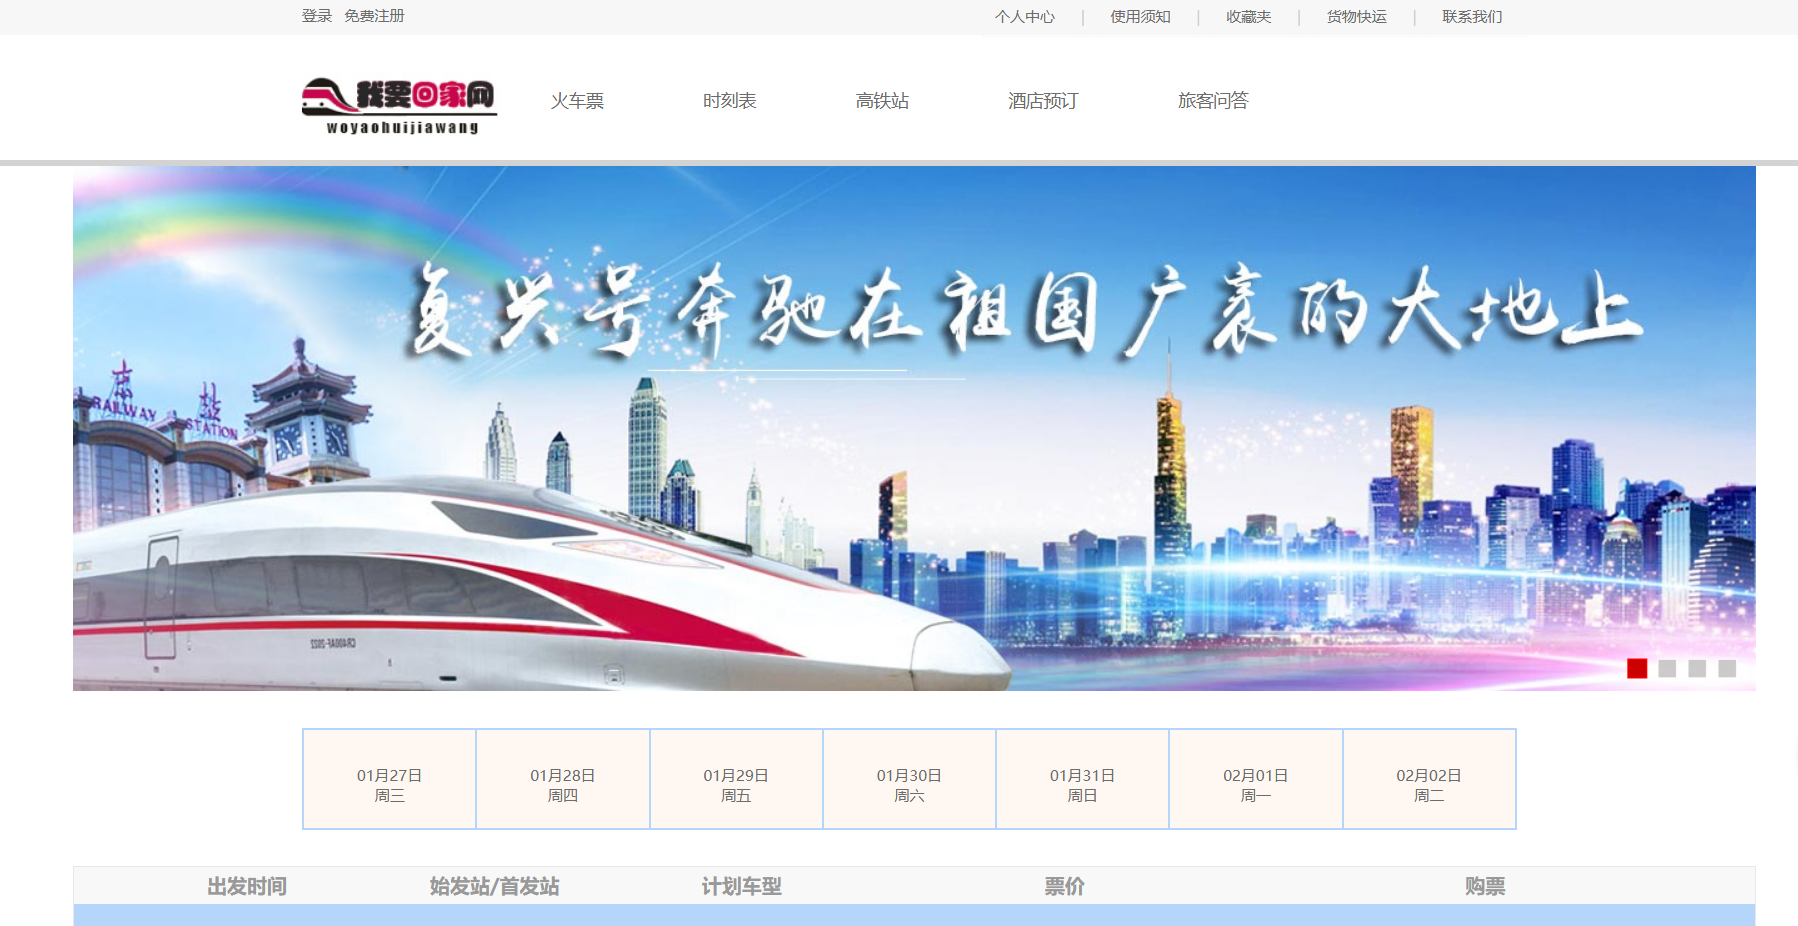 登录 免费注册
个人中心 | 使用须知 | 收藏夹 | 货物快运 | 联系我们
我要回家网
woyaohuijiawang
火车票 时刻表 高铁站 酒店预订 旅客问答
复兴号奔驰在祖国广袤的大地上
京
北
RAILWAY STATION
CR400AF-2022
01月27日 01月28日 01月29日 01月30日 01月31日 02月01日 02月02日
周三 周四 周五 周六 周日 周一 周二
出发时间 始发站/首发站 计划车型 票价 购票